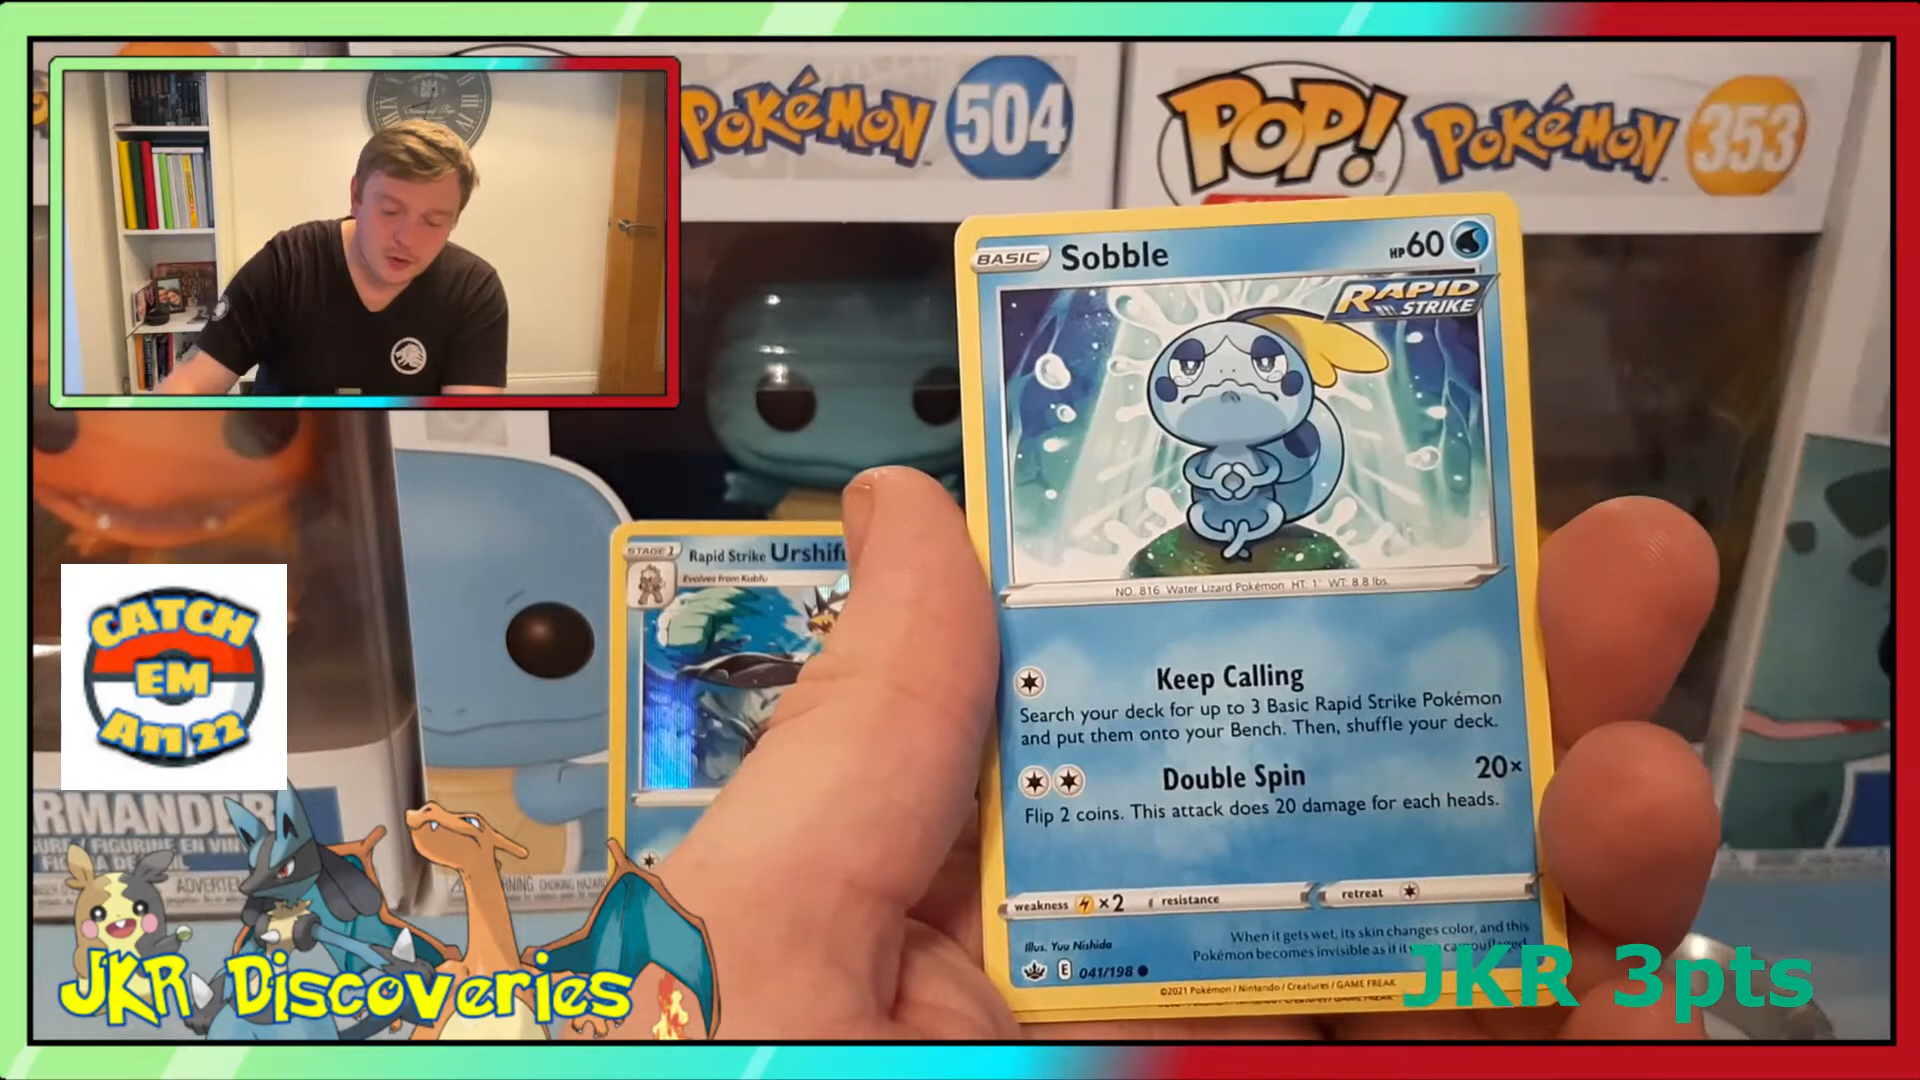 POKÉMON 504
POP! POKÉMON 353
BASIC Sobble HP 60
RAPID
STRIKE
NO. 816 Water Lizard Pokémon HT: 1' WT: 8.8 lbs.
Keep Calling
Search your deck for up to 3 Basic Rapid Strike Pokémon
and put them onto your Bench. Then, shuffle your deck.
Double Spin 20×
Flip 2 coins. This attack does 20 damage for each heads.
weakness ×2 resistance retreat
Illus. Yuu Nishida
When it gets wet, its skin changes color, and this
Pokémon becomes invisible as if it
E 041/198
©2021 Pokémon / Nintendo / Creatures / GAME FREAK
STAGE 1 Rapid Strike Urshifu
Evolves from Kubfu
CATCH
EM
A11 22
RMANDER
FIGURINE EN VIN
JKR Discoveries
JKR 3pts